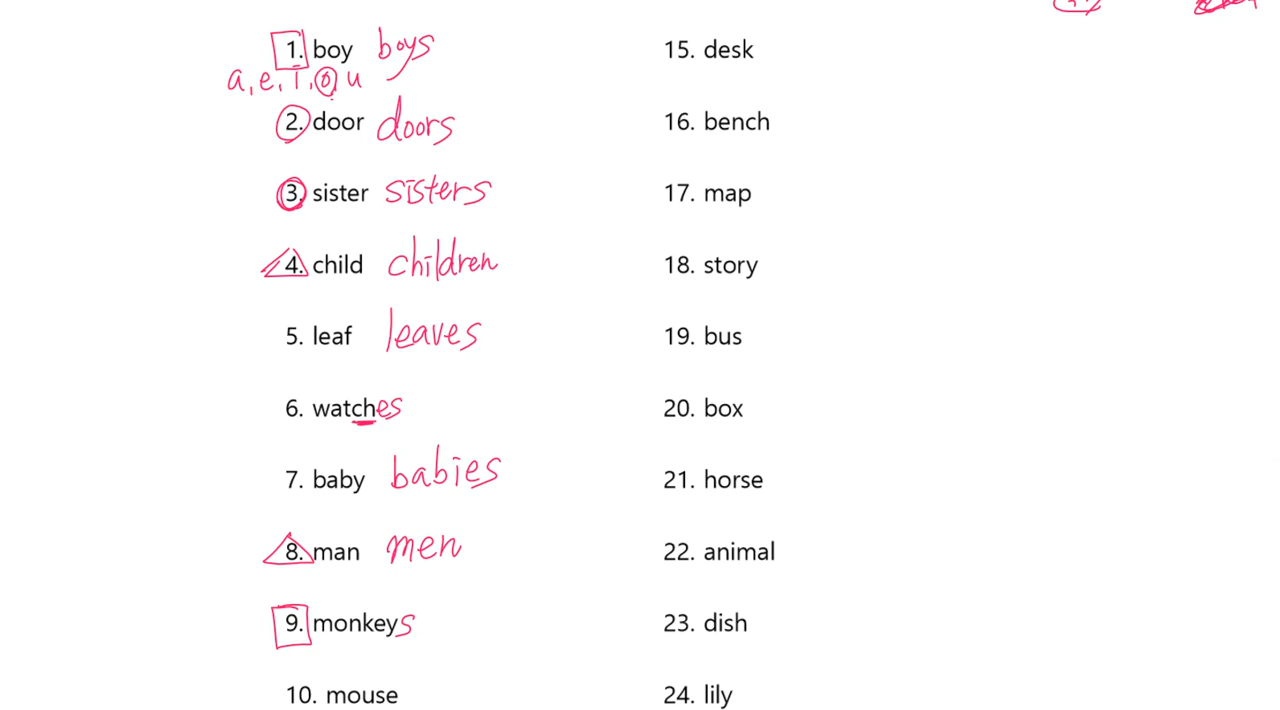 1. boy boys
a, e, i, o, u
2. door doors
3. sister sisters
4. child children
5. leaf leaves
6. watches
7. baby babies
8. man men
9. monkeys
10. mouse
15. desk
16. bench
17. map
18. story
19. bus
20. box
21. horse
22. animal
23. dish
24. lily